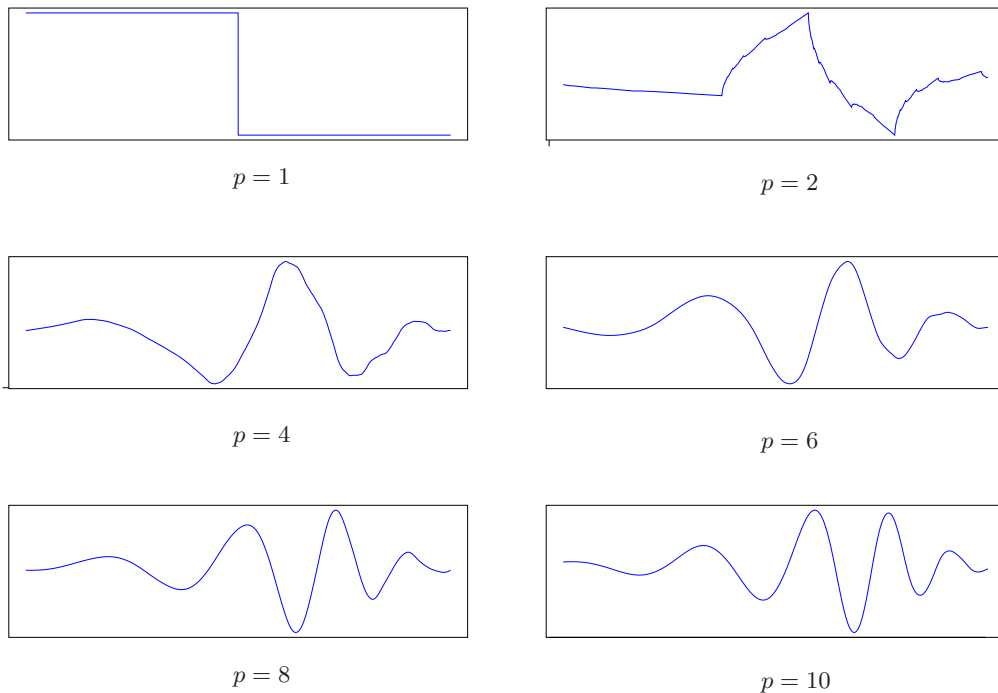 p = 1
p = 2
p = 4
p = 6
p = 8
p = 10